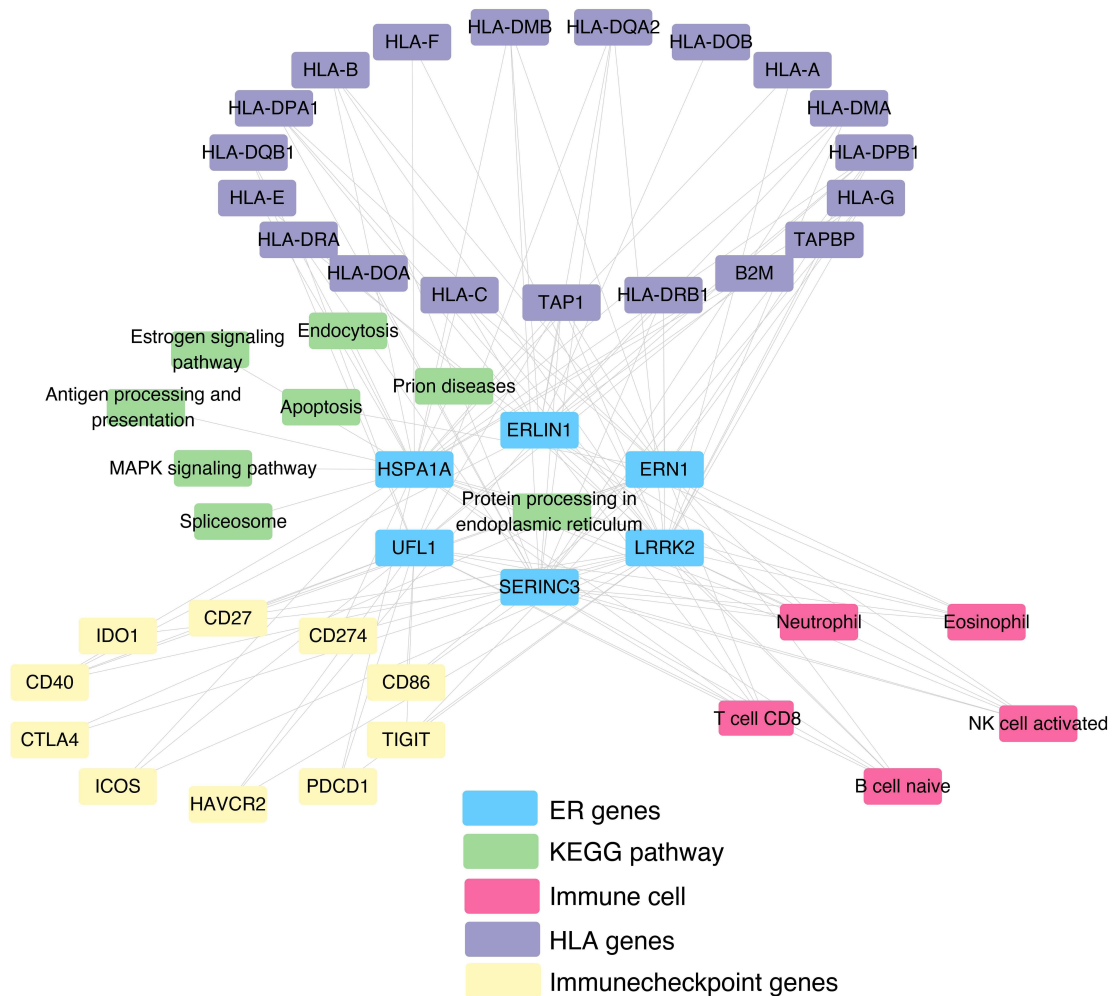 HLA-DMB
HLA-DQA2
HLA-F
HLA-DOB
HLA-B
HLA-A
HLA-DPA1
HLA-DMA
HLA-DQB1
HLA-DPB1
HLA-E
HLA-G
HLA-DRA
TAPBP
HLA-DOA
B2M
HLA-C
TAP1
HLA-DRB1
Estrogen signaling
pathway
Endocytosis
Prion diseases
Antigen processing and
presentation
Apoptosis
ERLIN1
MAPK signaling pathway
HSPA1A
ERN1
Protein processing in
endoplasmic reticulum
Spliceosome
UFL1
LRRK2
SERINC3
IDO1
CD27
CD274
Neutrophil
Eosinophil
CD40
CD86
T cell CD8
NK cell activated
CTLA4
TIGIT
ICOS
HAVCR2
PDCD1
B cell naive
ER genes
KEGG pathway
Immune cell
HLA genes
Immunecheckpoint genes